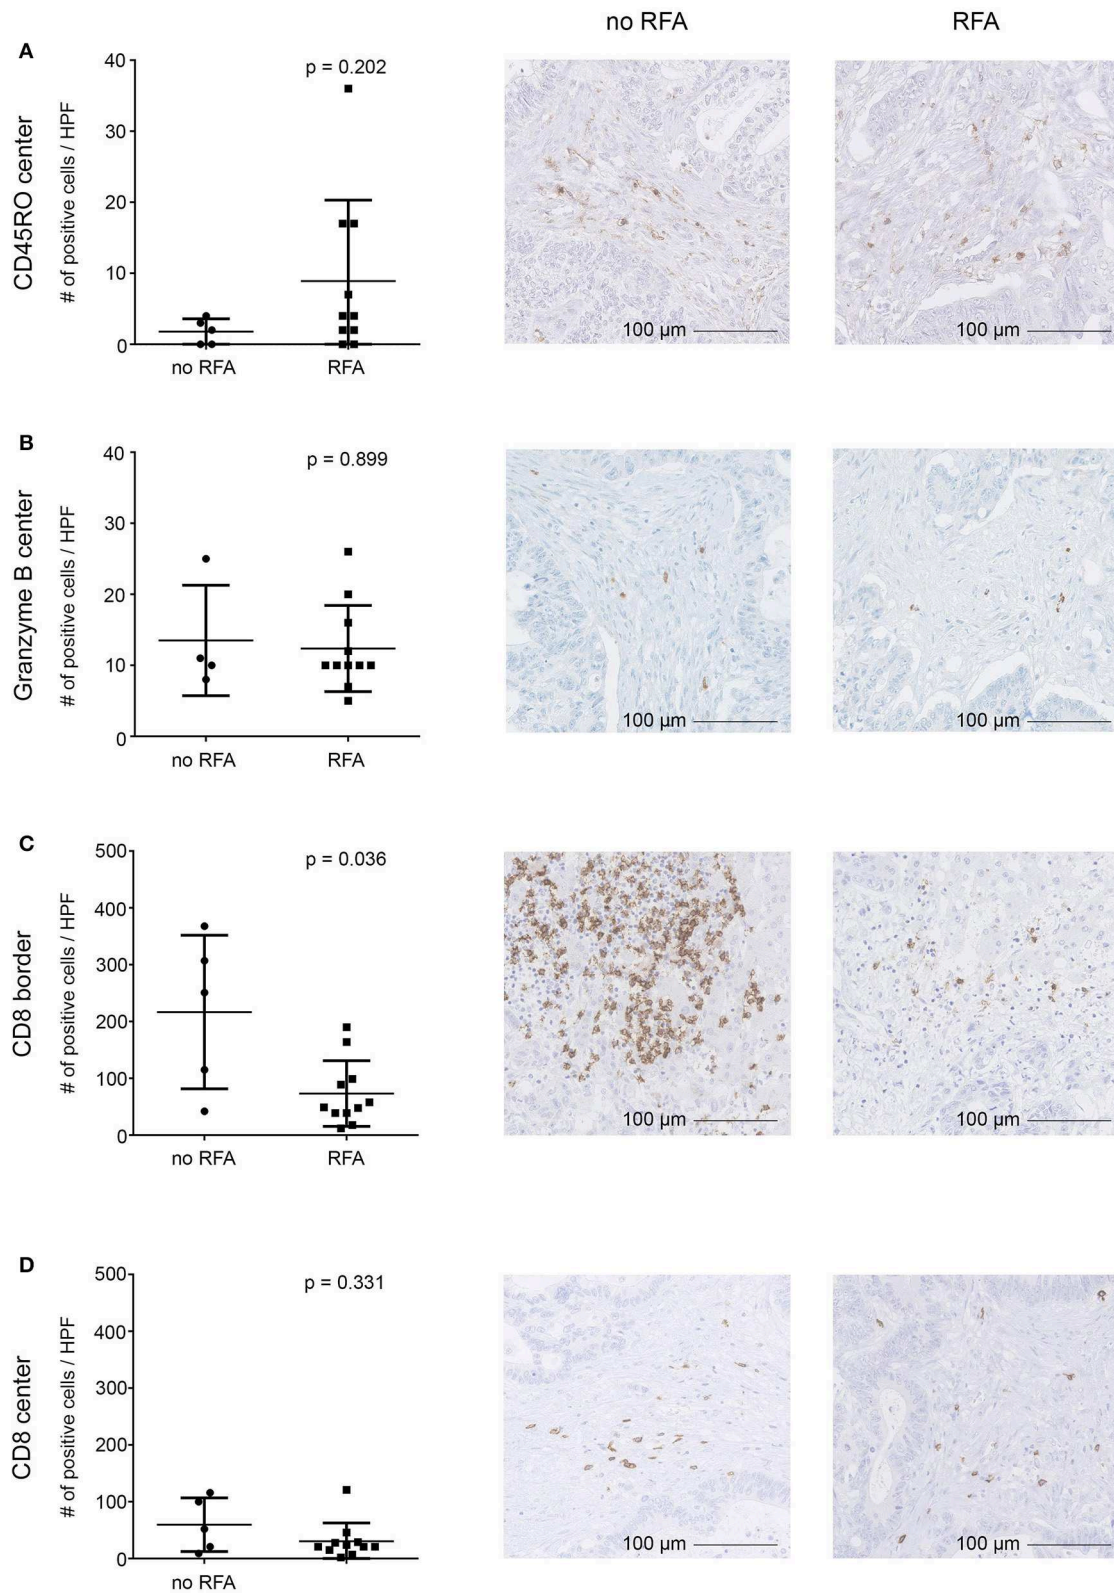 no RFA
RFA
A
CD45RO center
# of positive cells / HPF
40
30
20
10
0
p = 0.202
no RFA
RFA
100 µm
100 µm
B
Granzyme B center
# of positive cells / HPF
40
30
20
10
0
p = 0.899
no RFA
RFA
100 µm
100 µm
C
CD8 border
# of positive cells / HPF
500
400
300
200
100
0
p = 0.036
no RFA
RFA
100 µm
100 µm
D
CD8 center
# of positive cells / HPF
500
400
300
200
100
0
p = 0.331
no RFA
100 µm
100 µm